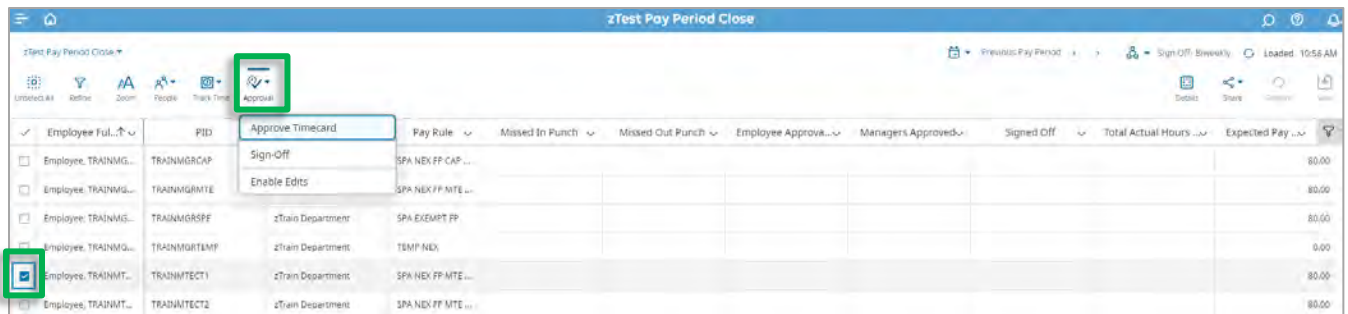 zTest Pay Period Close
zTest Pay Period Close
Previous Pay Period
Sign Off: Biweekly
Loaded 10:56 AM
Unselect All
Refine
Zoom
People
Track Time
Approval
Details
Share
Employee Ful...
PID
Pay Rule
Missed In Punch
Missed Out Punch
Employee Approva...
Managers Approved
Signed Off
Total Actual Hours ...
Expected Pay ...
Approve Timecard
Sign-Off
Enable Edits
Employee, TRAINMG... TRAINMGRCAP SPA NEX FP CAP ... 80.00
Employee, TRAINMG... TRAINMGRMTE SPA NEX FP MTE ... 80.00
Employee, TRAINMG... TRAINMGRSPE zTrain Department SPA EXEMPT FP 80.00
Employee, TRAINMG... TRAINMGRTEMP zTrain Department TEMP NEX 0.00
Employee, TRAINMT... TRAINMTECT1 zTrain Department SPA NEX FP MTE ... 80.00
Employee, TRAINMT... TRAINMTECT2 zTrain Department SPA NEX FP MTE ... 80.00